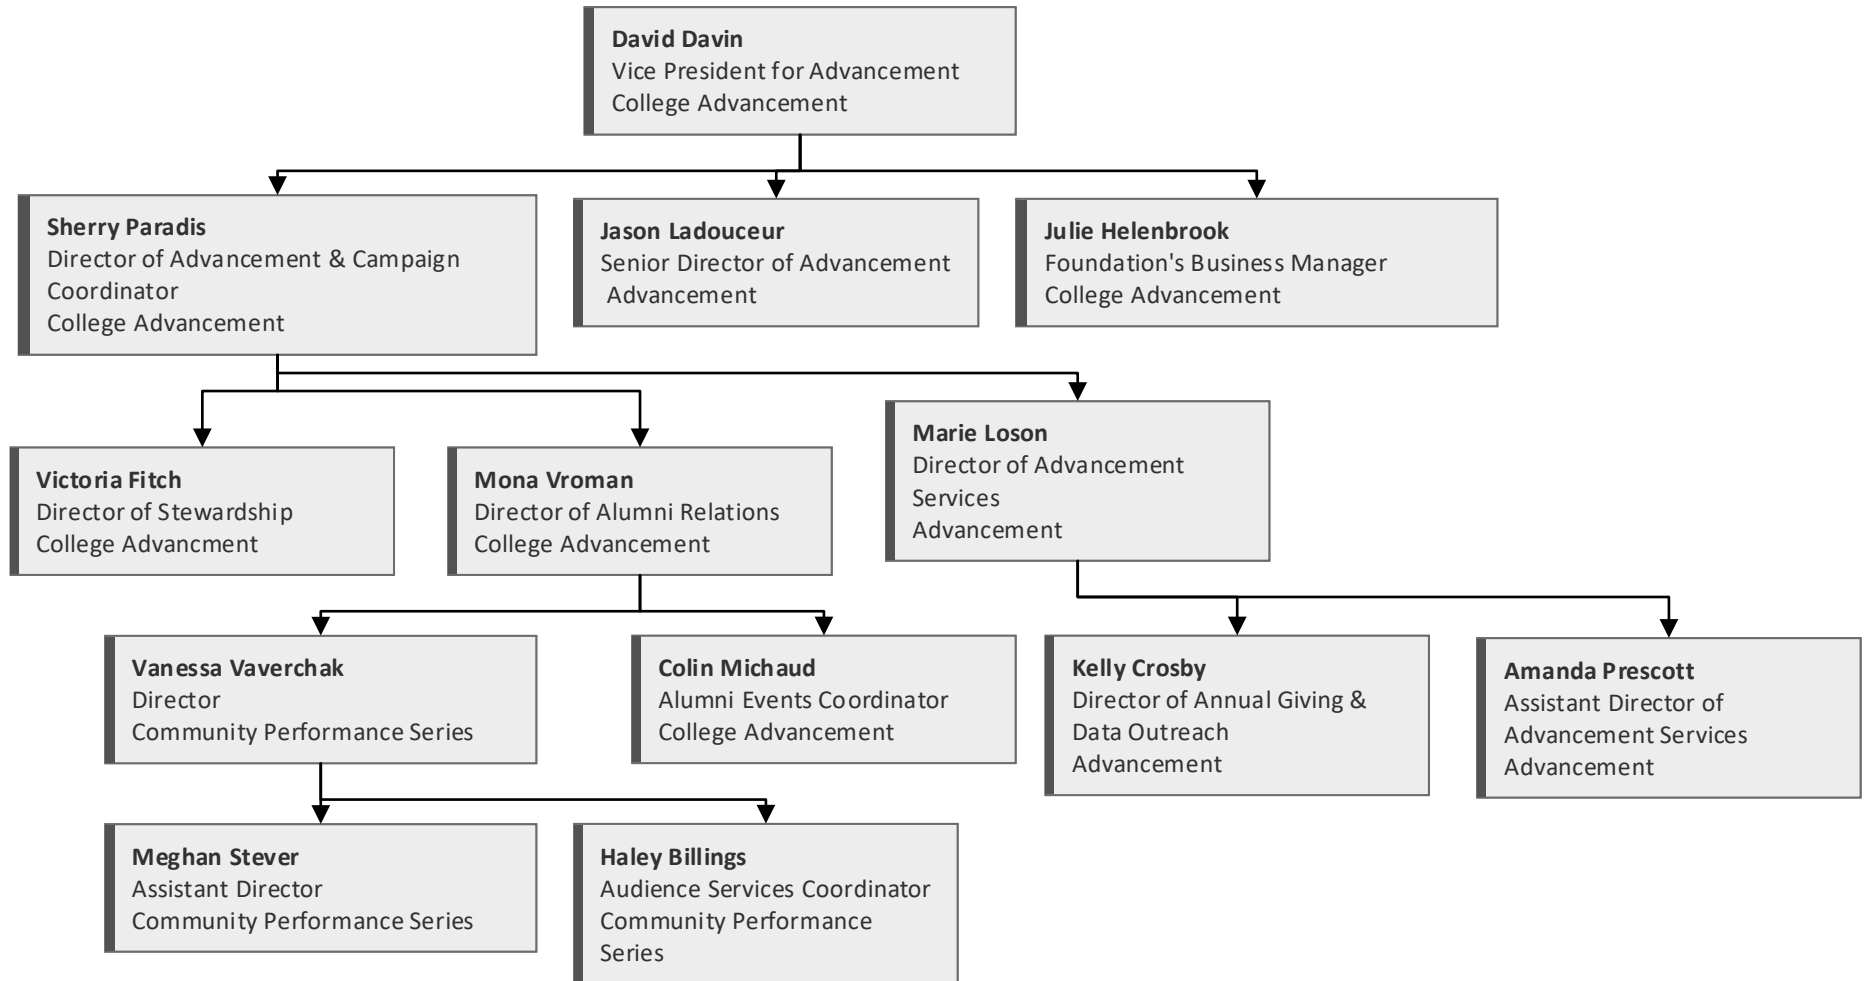 David Davin
Vice President for Advancement
College Advancement
Sherry Paradis
Director of Advancement & Campaign
Coordinator
College Advancement
Jason Ladouceur
Senior Director of Advancement
Advancement
Julie Helenbrook
Foundation's Business Manager
College Advancement
Victoria Fitch
Director of Stewardship
College Advancment
Mona Vroman
Director of Alumni Relations
College Advancement
Marie Loson
Director of Advancement
Services
Advancement
Vanessa Vaverchak
Director
Community Performance Series
Colin Michaud
Alumni Events Coordinator
College Advancement
Kelly Crosby
Director of Annual Giving &
Data Outreach
Advancement
Amanda Prescott
Assistant Director of
Advancement Services
Advancement
Meghan Stever
Assistant Director
Community Performance Series
Haley Billings
Audience Services Coordinator
Community Performance
Series